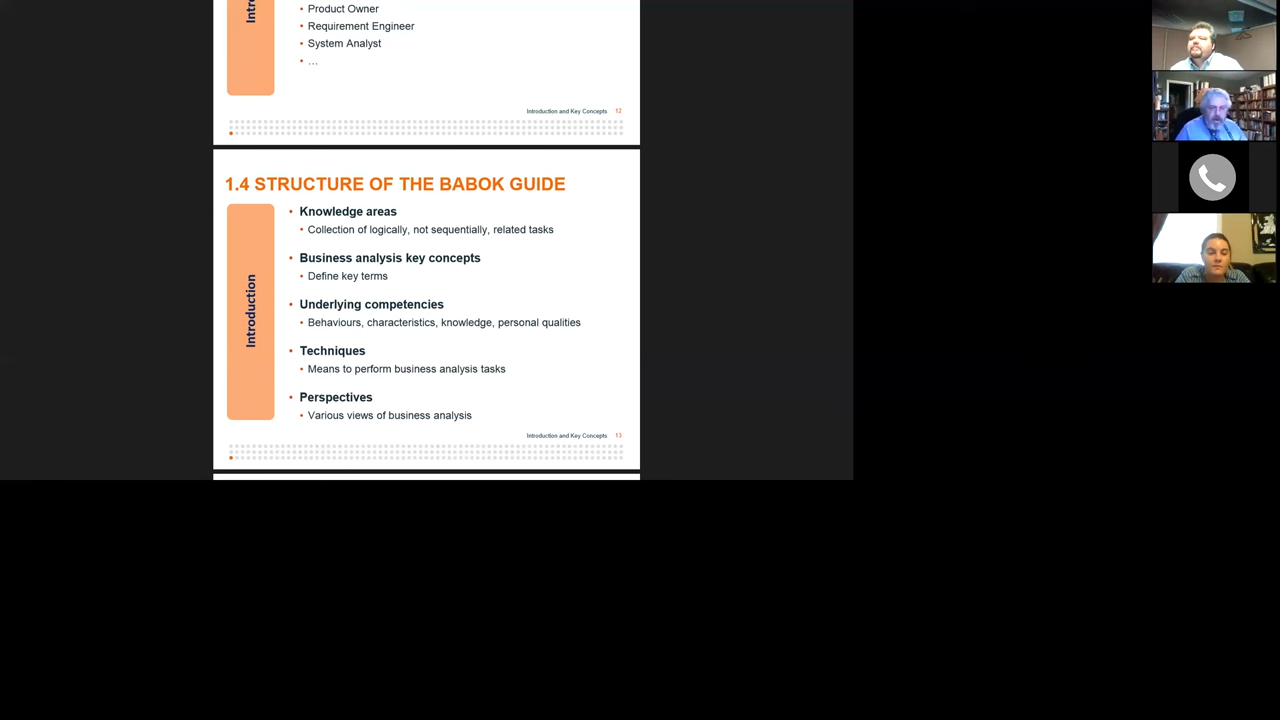 Intro
• Product Owner
• Requirement Engineer
• System Analyst
• …
Introduction and Key Concepts 12
1.4 STRUCTURE OF THE BABOK GUIDE
Introduction
• Knowledge areas
• Collection of logically, not sequentially, related tasks
• Business analysis key concepts
• Define key terms
• Underlying competencies
• Behaviours, characteristics, knowledge, personal qualities
• Techniques
• Means to perform business analysis tasks
• Perspectives
• Various views of business analysis
Introduction and Key Concepts 13